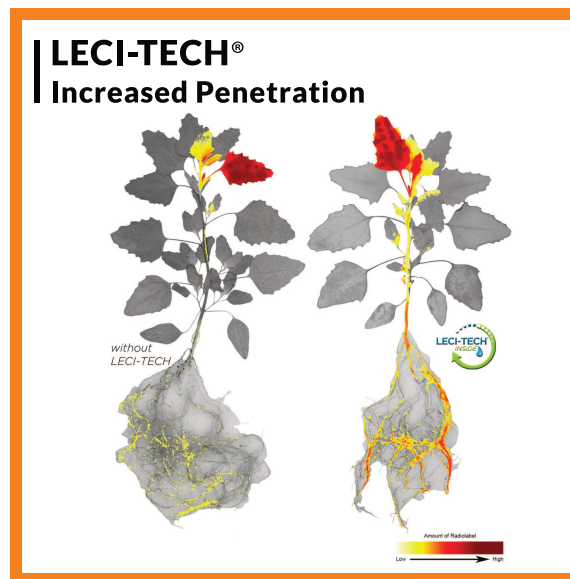 LECI-TECH®
Increased Penetration
without
LECI-TECH
LECI-TECH
INSIDE
Amount of Radiolabel
Low
High